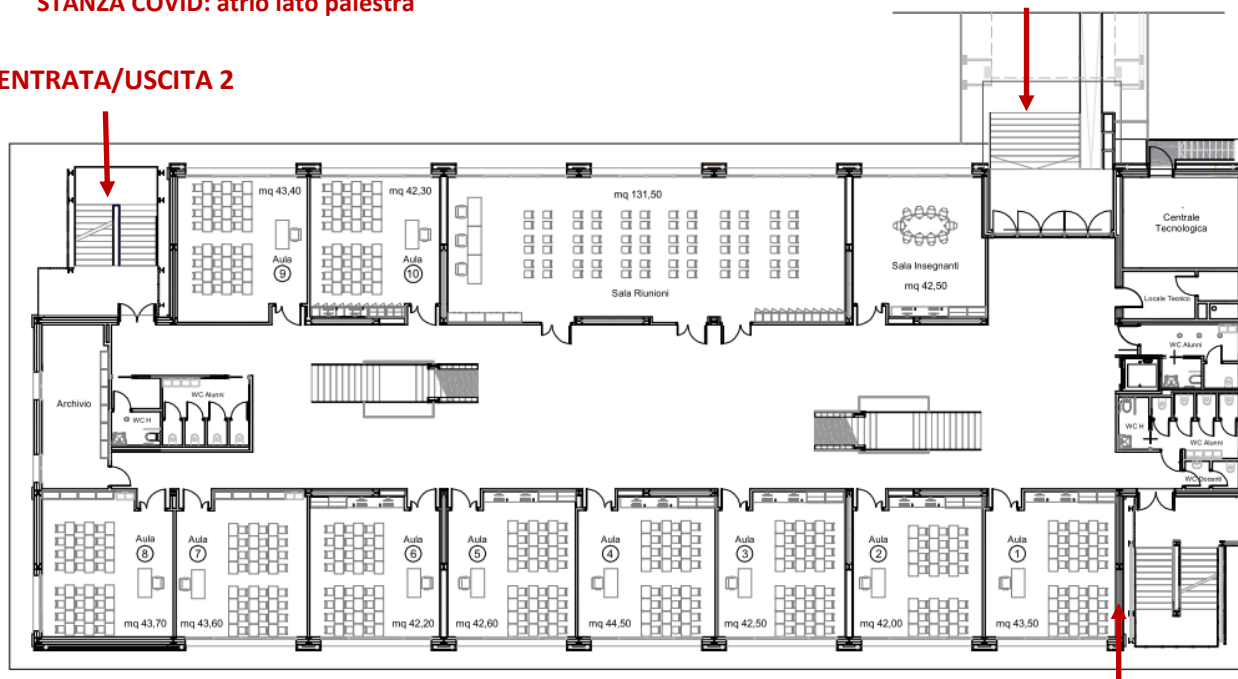 STANZA COVID: atrio lato palestra
ENTRATA/USCITA 2
mq 43,40
Aula
9
mq 42,30
Aula
10
mq 131,50
Sala Riunioni
Sala Insegnanti
mq 42,50
Centrale
Tecnologica
Locale Tecnico
WC Alunni
WC H
WC Alunni
WC Docenti
Archivio
WC Alunni
WC H
Aula
8
mq 43,70
Aula
7
mq 43,60
Aula
6
mq 42,20
Aula
5
mq 42,60
Aula
4
mq 44,50
Aula
3
mq 42,50
Aula
2
mq 42,00
Aula
1
mq 43,50